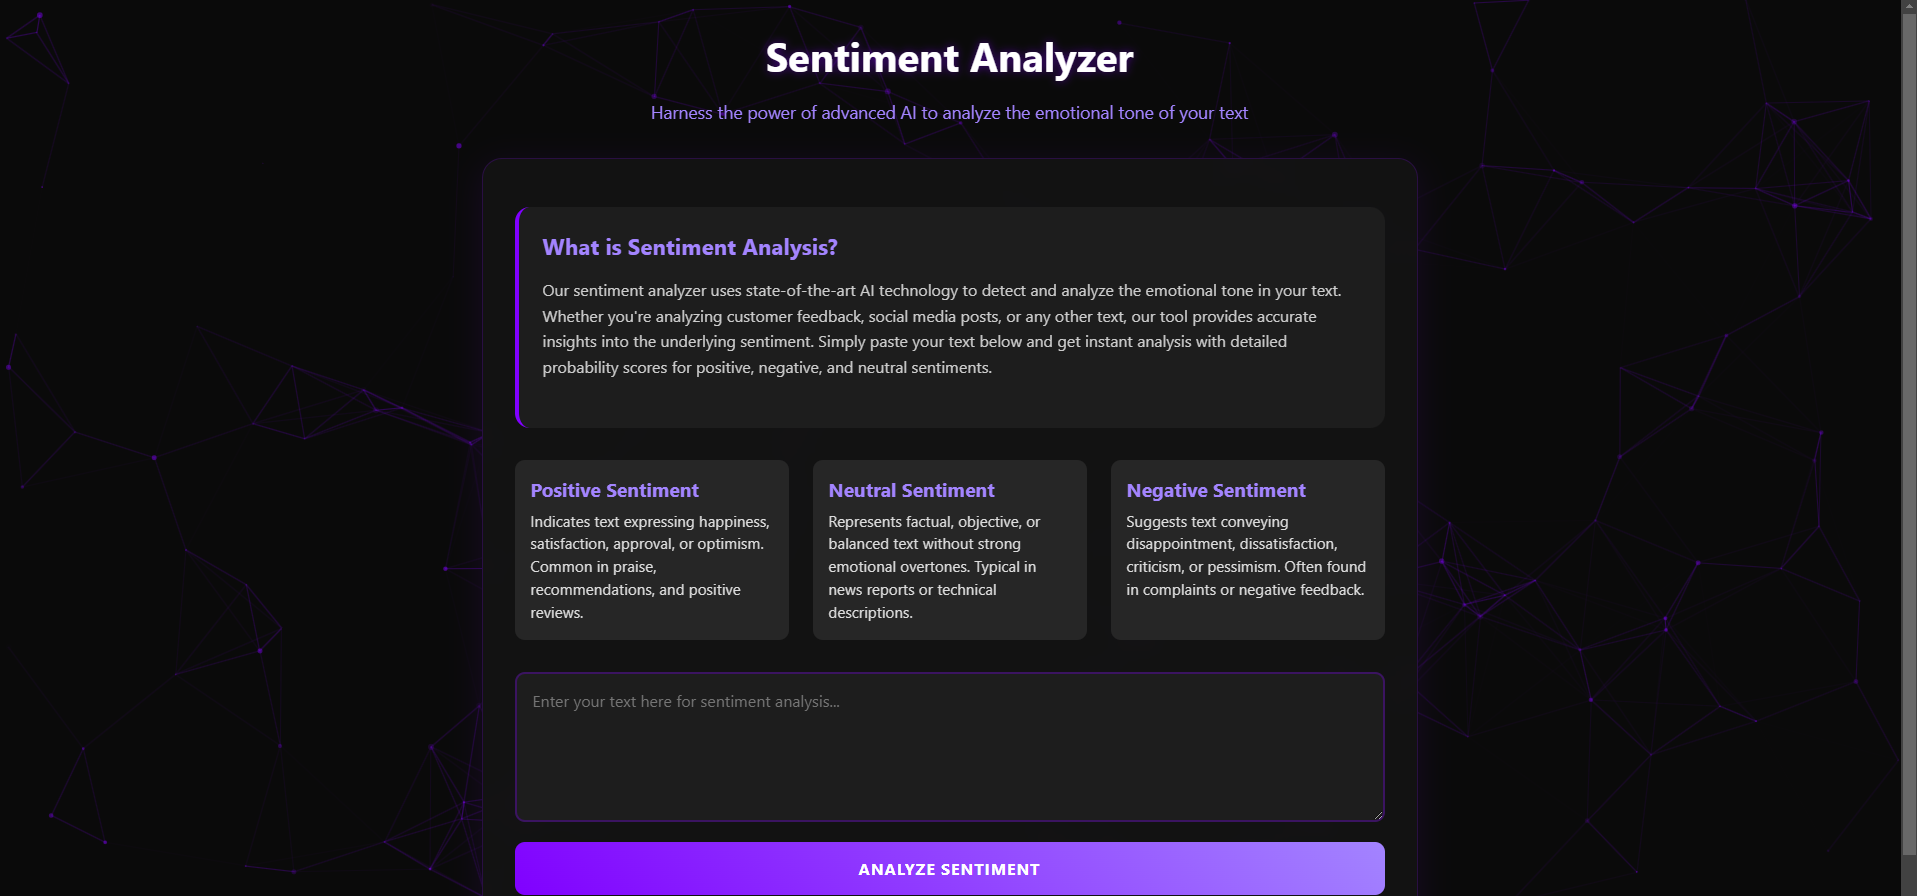 Sentiment Analyzer
Harness the power of advanced AI to analyze the emotional tone of your text
What is Sentiment Analysis?
Our sentiment analyzer uses state-of-the-art AI technology to detect and analyze the emotional tone in your text.
Whether you're analyzing customer feedback, social media posts, or any other text, our tool provides accurate
insights into the underlying sentiment. Simply paste your text below and get instant analysis with detailed
probability scores for positive, negative, and neutral sentiments.
Positive Sentiment
Indicates text expressing happiness,
satisfaction, approval, or optimism.
Common in praise,
recommendations, and positive
reviews.
Neutral Sentiment
Represents factual, objective, or
balanced text without strong
emotional overtones. Typical in
news reports or technical
descriptions.
Negative Sentiment
Suggests text conveying
disappointment, dissatisfaction,
criticism, or pessimism. Often found
in complaints or negative feedback.
Enter your text here for sentiment analysis...
ANALYZE SENTIMENT